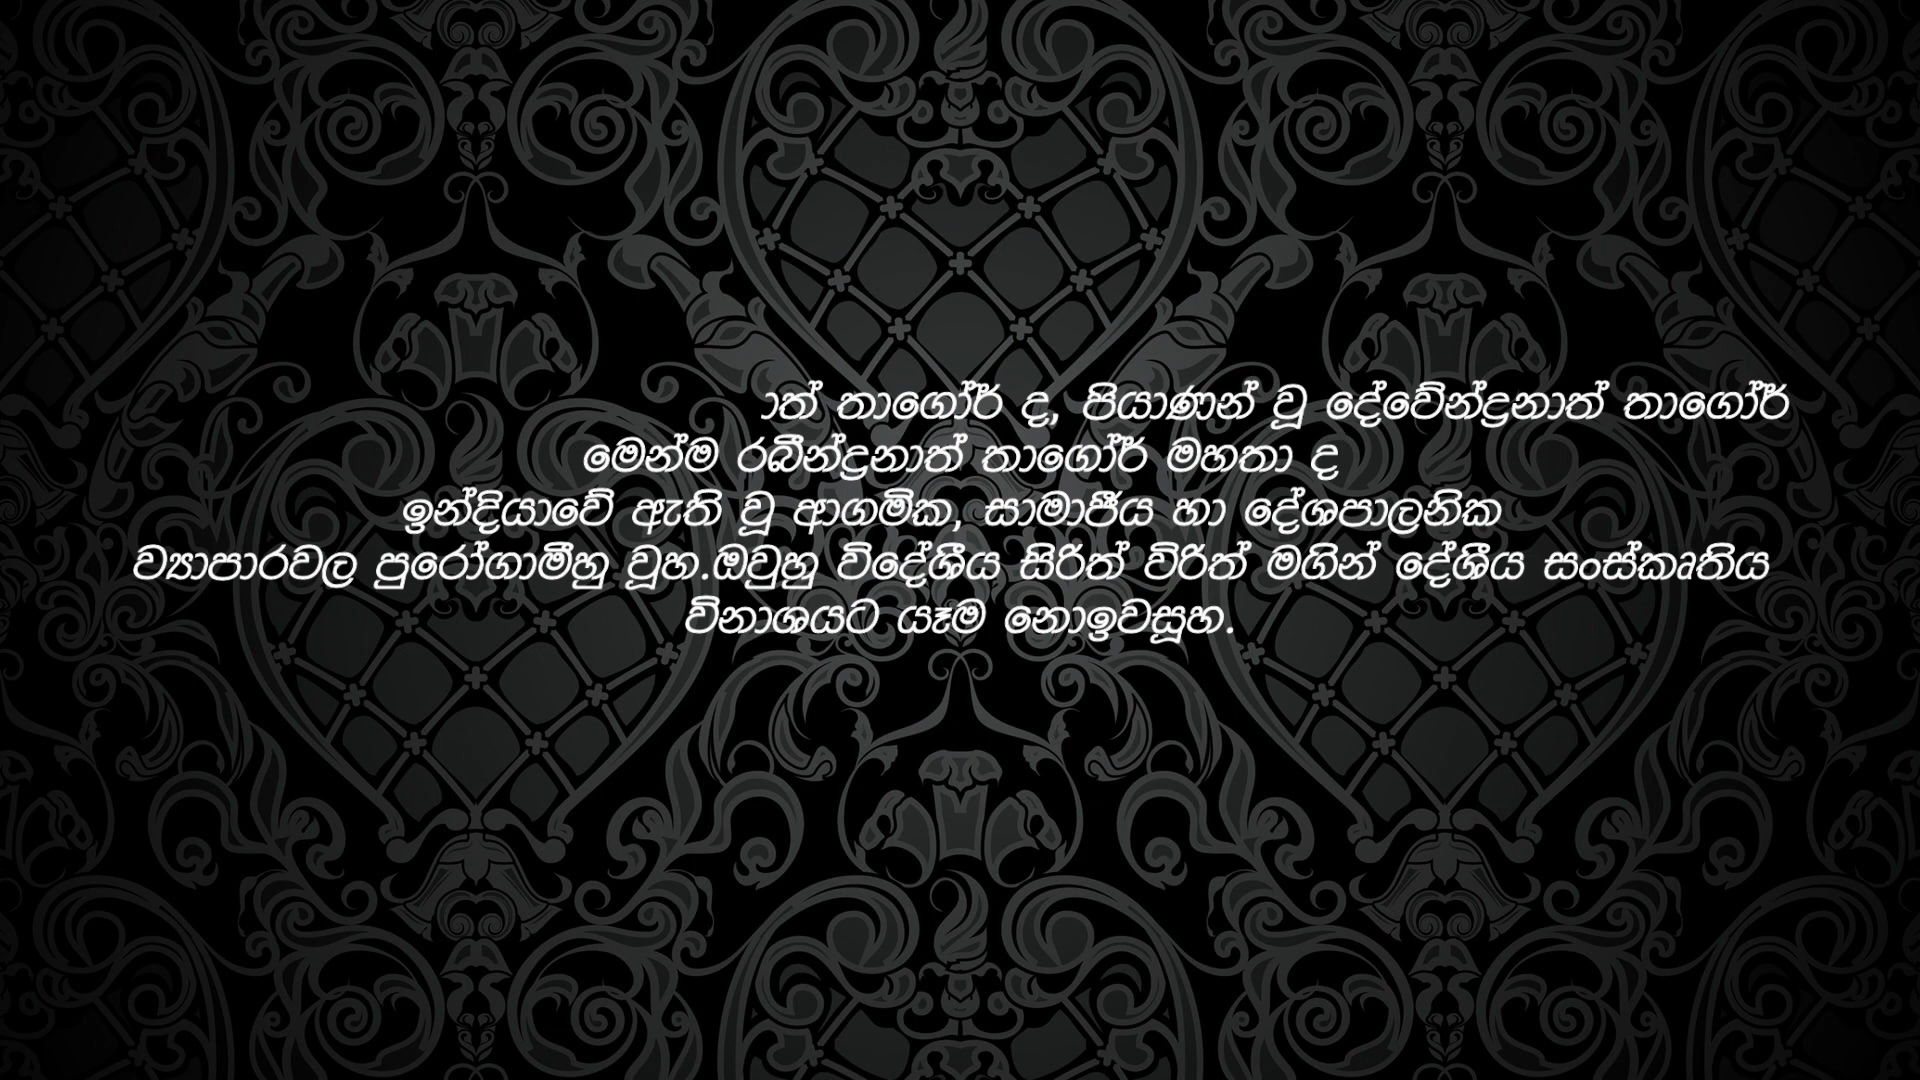 ාත් තාගෝර් ද, පියාණන් වූ දේවේන්ද්‍රනාත් තාගෝර්
මෙන්ම රබීන්ද්‍රනාත් තාගෝර් මහතා ද
ඉන්දියාවේ ඇති වූ ආගමික, සාමාජීය හා දේශපාලනික
ව්‍යාපාරවල පුරෝගාමීහු වූහ.ඔවුහු විදේශීය සිරිත් විරිත් මගින් දේශීය සංස්කෘතිය
විනාශයට යෑම නොඉවසූහ.